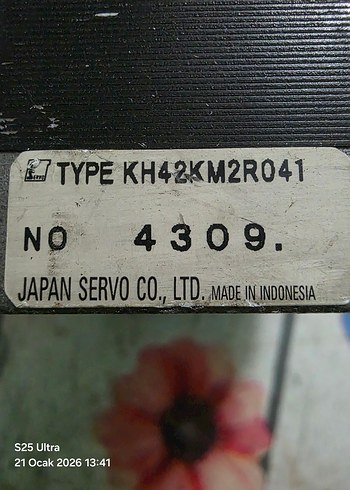 TYPE KH42KM2R041
NO 4309.
JAPAN SERVO CO., LTD. MADE IN INDONESIA
S25 Ultra
21 Ocak 2026 13:41